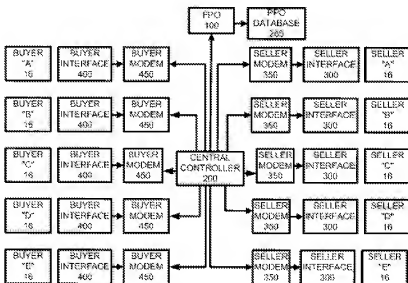 FPO
100
PPO
DATABASE
265
BUYER
"A"
16
BUYER
INTERFACE
400
BUYER
MODEM
450
SELLER
MODEM
350
SELLER
INTERFACE
300
SELLER
"A"
16
BUYER
"B"
16
BUYER
INTERFACE
400
BUYER
MODEM
450
SELLER
MODEM
350
SELLER
INTERFACE
300
SELLER
"B"
16
BUYER
"C"
16
BUYER
INTERFACE
400
BUYER
MODEM
450
CENTRAL
CONTROLLER
200
SELLER
MODEM
350
SELLER
INTERFACE
300
SELLER
"C"
16
BUYER
"D"
16
BUYER
INTERFACE
400
BUYER
MODEM
450
SELLER
MODEM
350
SELLER
INTERFACE
300
SELLER
"D"
16
BUYER
"E"
16
BUYER
INTERFACE
400
BUYER
MODEM
450
SELLER
MODEM
350
SELLER
INTERFACE
300
SELLER
"E"
16